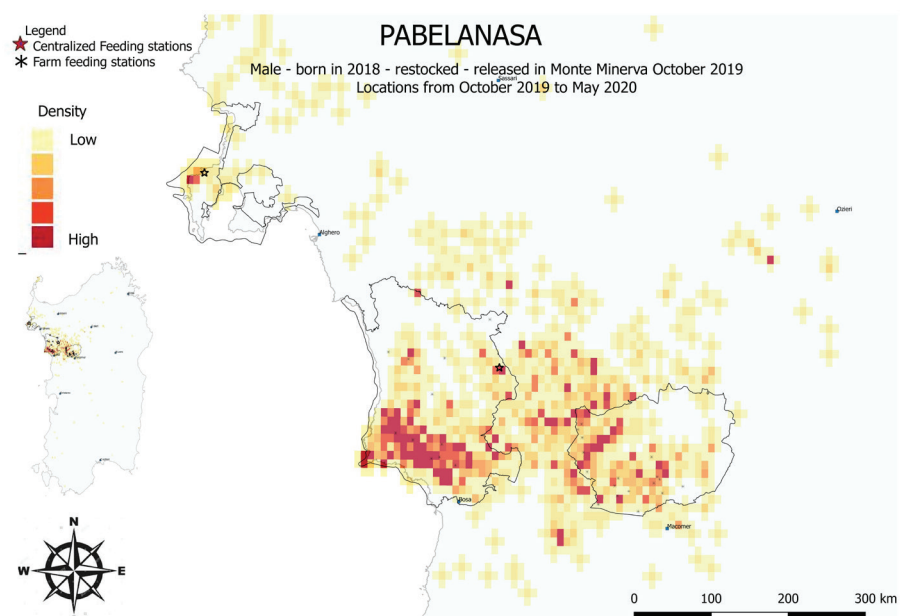 PABELANASA
Male - born in 2018 - restocked - released in Monte Minerva October 2019
Locations from October 2019 to May 2020
Legend
Centralized Feeding stations
Farm feeding stations
Density
Low
High
Sassari
Ozieri
Alghero
Bosa
Macomer
N
W E
S
0 100 200 300 km